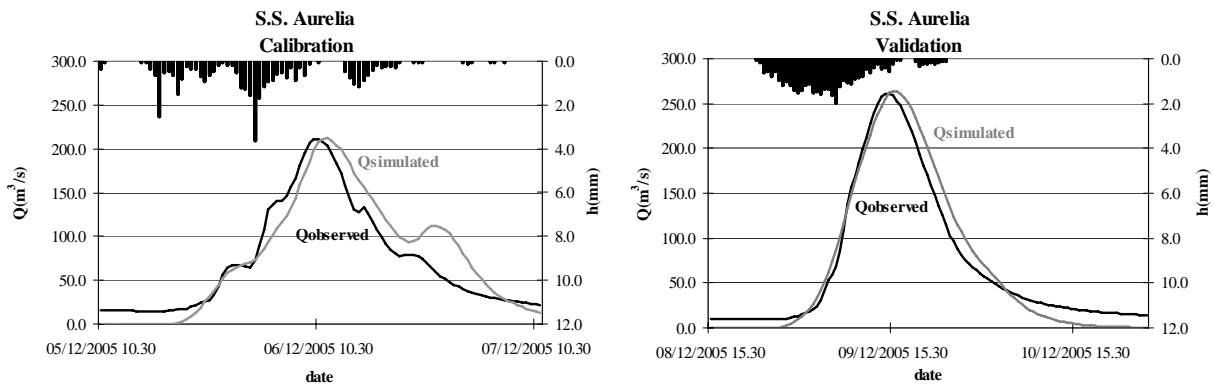 S.S. Aurelia
Calibration
300.0
250.0
200.0
150.0
100.0
50.0
0.0
Q(m³/s)
0.0
2.0
4.0
6.0
8.0
10.0
12.0
h(mm)
Qsimulated
Qobserved
05/12/2005 10.30
06/12/2005 10.30
07/12/2005 10.30
date
S.S. Aurelia
Validation
300.0
250.0
200.0
150.0
100.0
50.0
0.0
Q(m³/s)
0.0
2.0
4.0
6.0
8.0
10.0
12.0
h(mm)
Qsimulated
Qobserved
08/12/2005 15.30
09/12/2005 15.30
10/12/2005 15.30
date